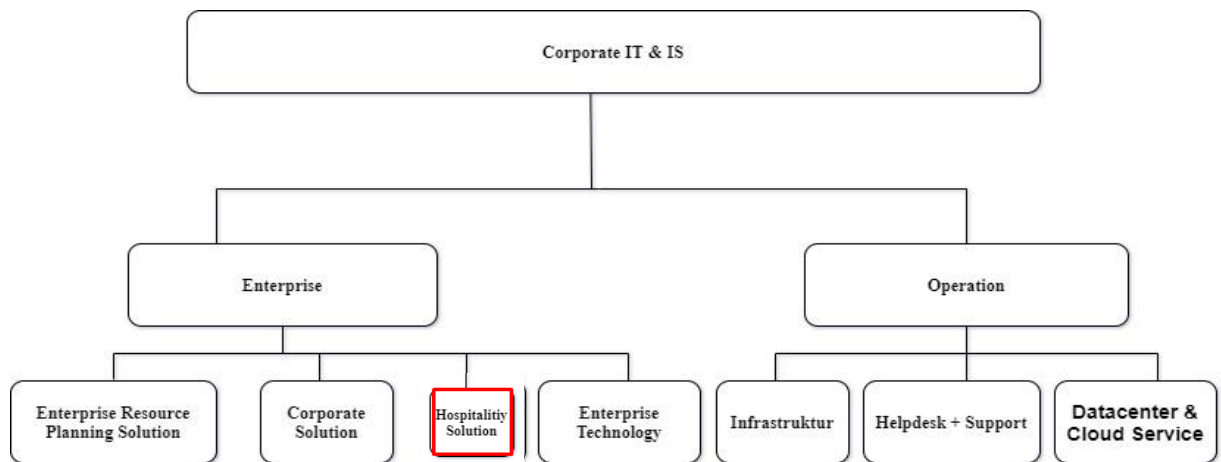 Corporate IT & IS
Enterprise
Operation
Enterprise Resource
Planning Solution
Corporate
Solution
Hospitalitiy
Solution
Enterprise
Technology
Infrastruktur
Helpdesk + Support
Datacenter &
Cloud Service